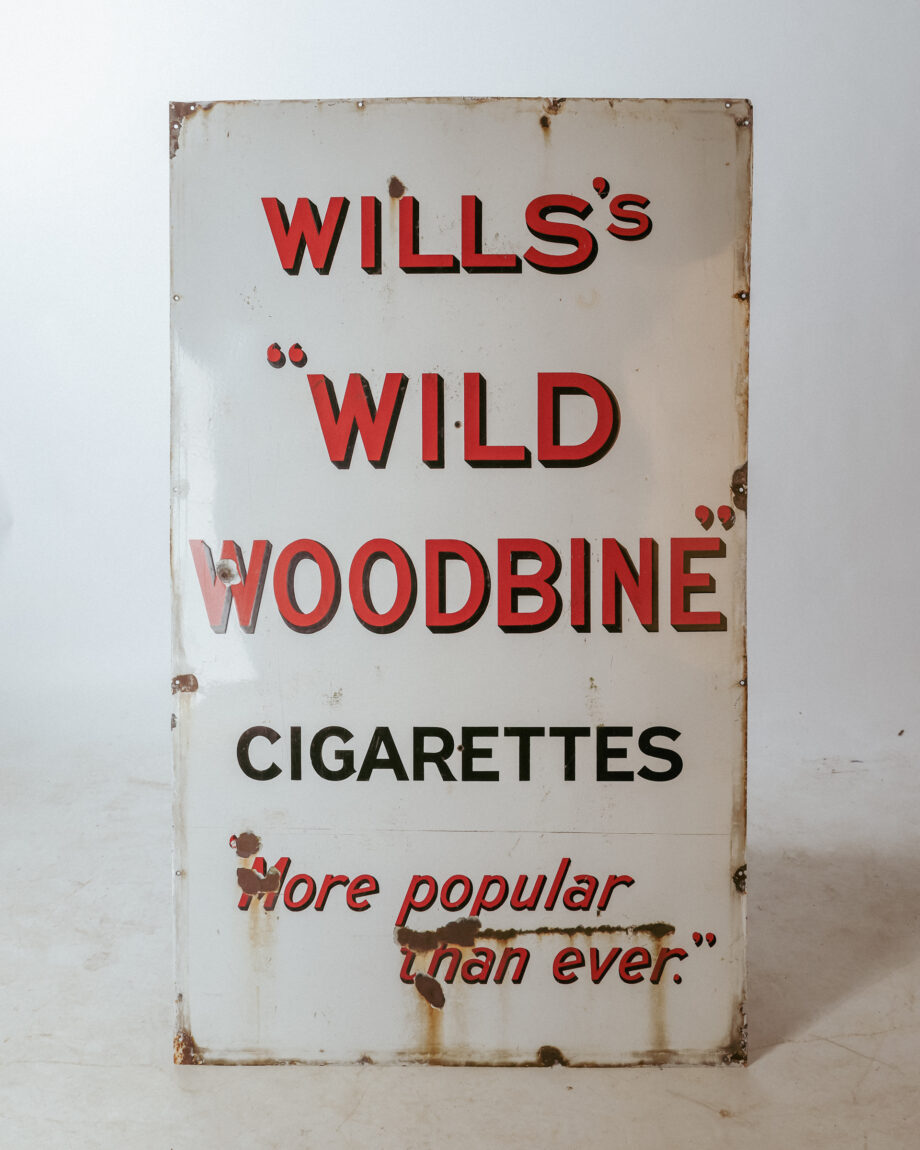 WILLS's
"WILD
WOODBINE"
CIGARETTES
"More popular
than ever."